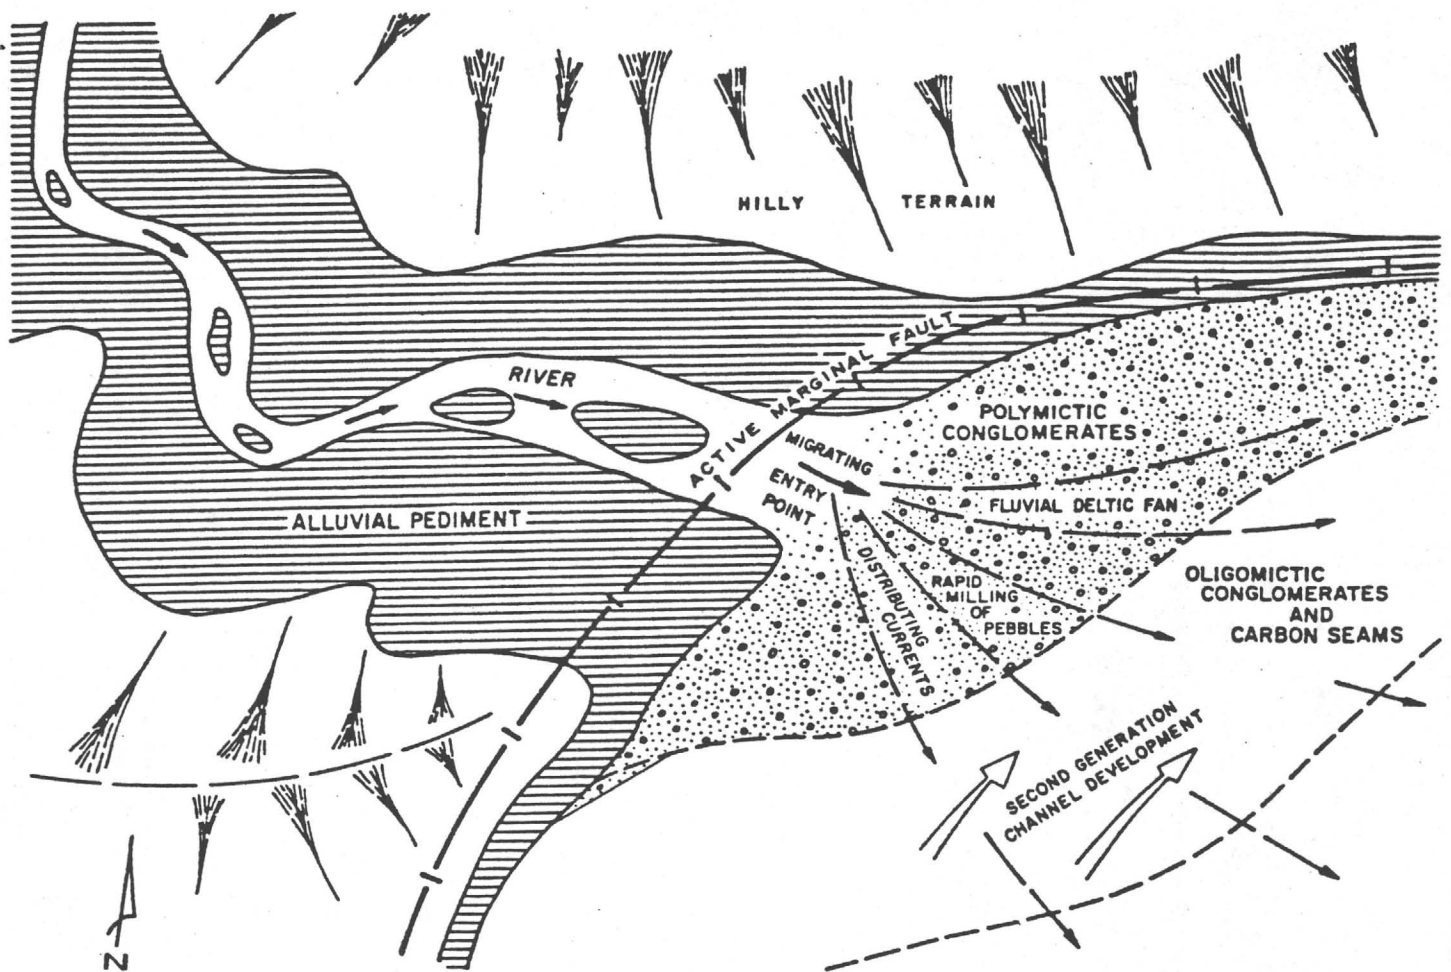 HILLY TERRAIN
RIVER
ACTIVE MARGINAL FAULT
MIGRATING
ENTRY
POINT
POLYMICTIC
CONGLOMERATES
FLUVIAL DELTIC FAN
ALLUVIAL PEDIMENT
DISTRIBUTING
CURRENTS
RAPID
MILLING
OF
PEBBLES
OLIGOMICTIC
CONGLOMERATES
AND
CARBON SEAMS
SECOND GENERATION
CHANNEL DEVELOPMENT
N